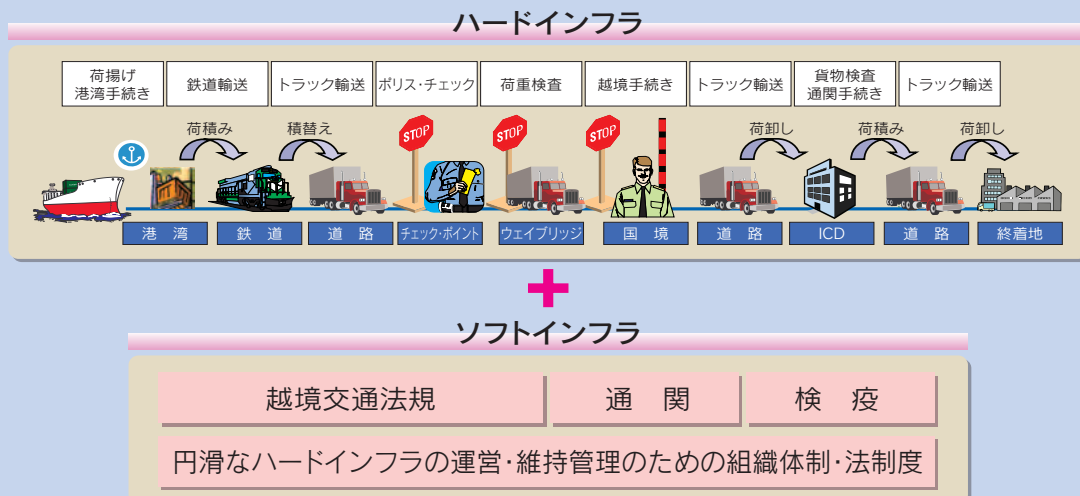 ハードインフラ
荷揚げ
港湾手続き
鉄道輸送
トラック輸送
ポリス・チェック
荷重検査
越境手続き
トラック輸送
貨物検査
通関手続き
トラック輸送
荷積み
積替え
荷卸し
荷積み
荷卸し
STOP
STOP
STOP
港 湾
鉄 道
道 路
チェック・ポイント
ウェイブリッジ
国 境
道 路
ICD
道 路
終着地
ソフトインフラ
越境交通法規
通 関
検 疫
円滑なハードインフラの運営・維持管理のための組織体制・法制度